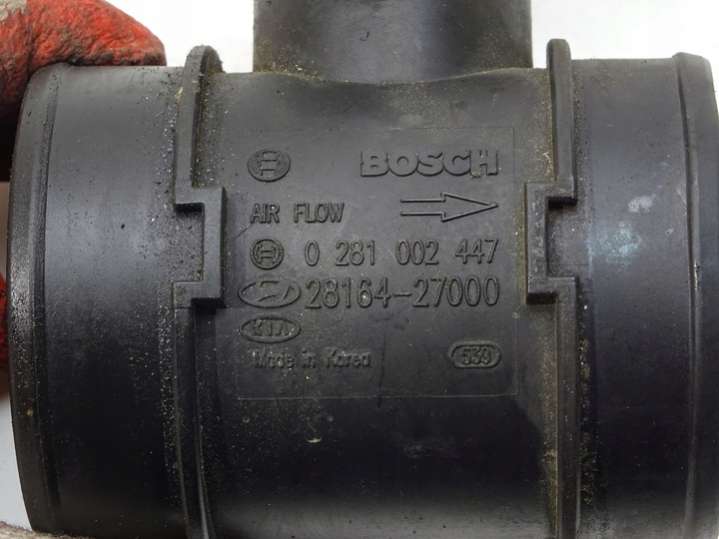 BOSCH
AIR FLOW
0 281 002 447
28164-27000
KIA
Made in Korea 539